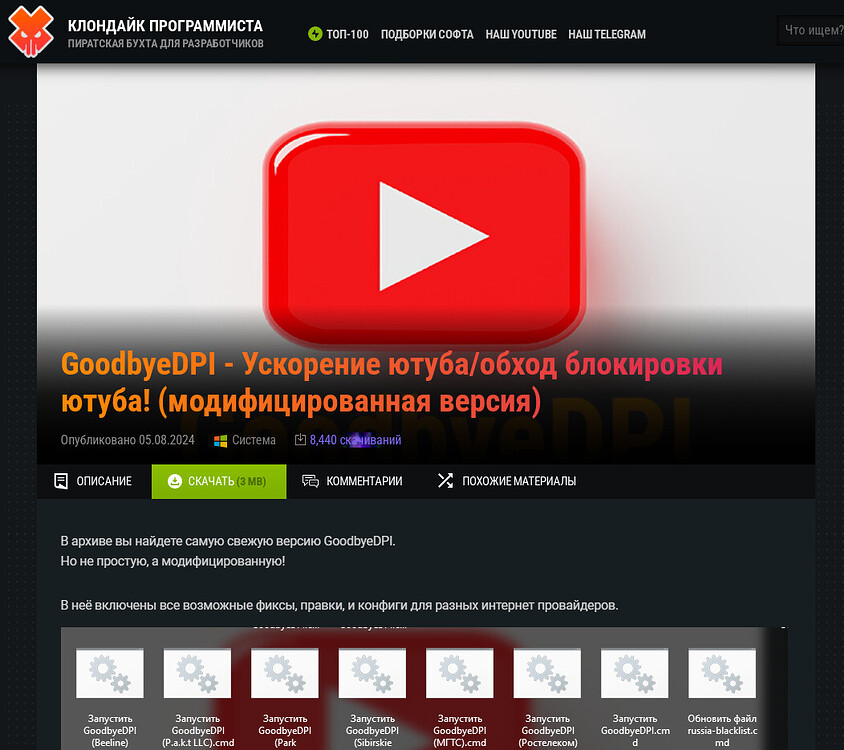 КЛОНДАЙК ПРОГРАММИСТА
ПИРАТСКАЯ БУХТА ДЛЯ РАЗРАБОТЧИКОВ
ТОП-100 ПОДБОРКИ СОФТА НАШ YOUTUBE НАШ TELEGRAM
Что ищем?
GoodbyeDPI - Ускорение ютуба/обход блокировки
ютуба! (модифицированная версия)
Опубликовано 05.08.2024 Система 8,440 скачиваний
ОПИСАНИЕ СКАЧАТЬ (3 MB) КОММЕНТАРИИ ПОХОЖИЕ МАТЕРИАЛЫ
В архиве вы найдете самую свежую версию GoodbyeDPI.
Но не простую, а модифицированную!
В неё включены все возможные фиксы, правки, и конфиги для разных интернет провайдеров.
Запустить Запустить Запустить Запустить Запустить Запустить Запустить Обновить файл
GoodbyeDPI GoodbyeDPI GoodbyeDPI GoodbyeDPI GoodbyeDPI GoodbyeDPI GoodbyeDPI.cm russia-blacklist.c
(Beeline) (P.a.k.t LLC).cmd (Park (Sibirskie (МГТС).cmd (Ростелеком) d md